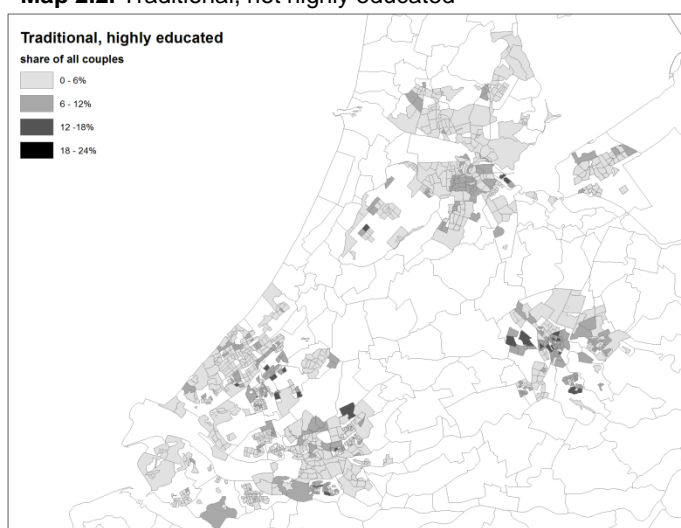 Map 2.2. Traditional, not highly educated
Traditional, highly educated
share of all couples
0 - 6%
6 - 12%
12 -18%
18 - 24%